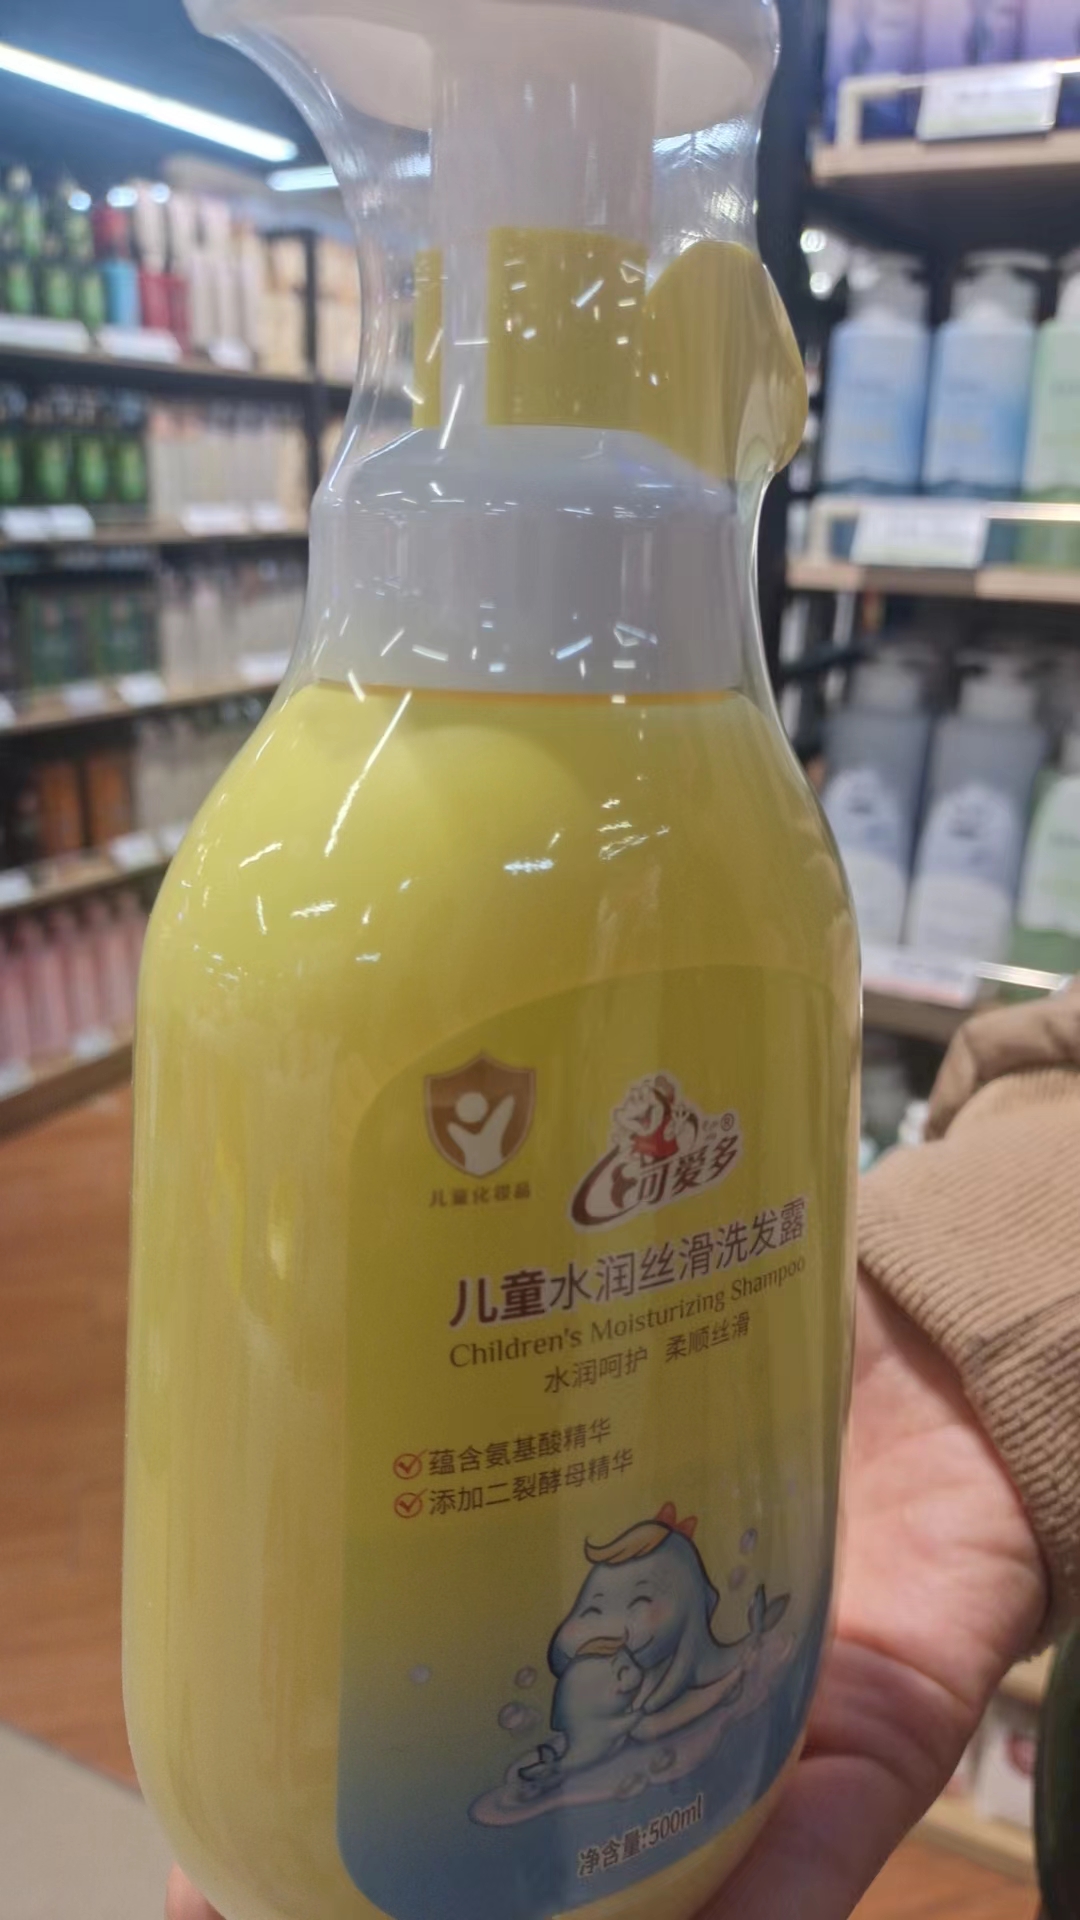 儿童化妆品
可爱多®
儿童水润丝滑洗发露
Children's Moisturizing Shampoo
水润呵护 柔顺丝滑
蕴含氨基酸精华
添加二裂酵母精华
净含量:500ml